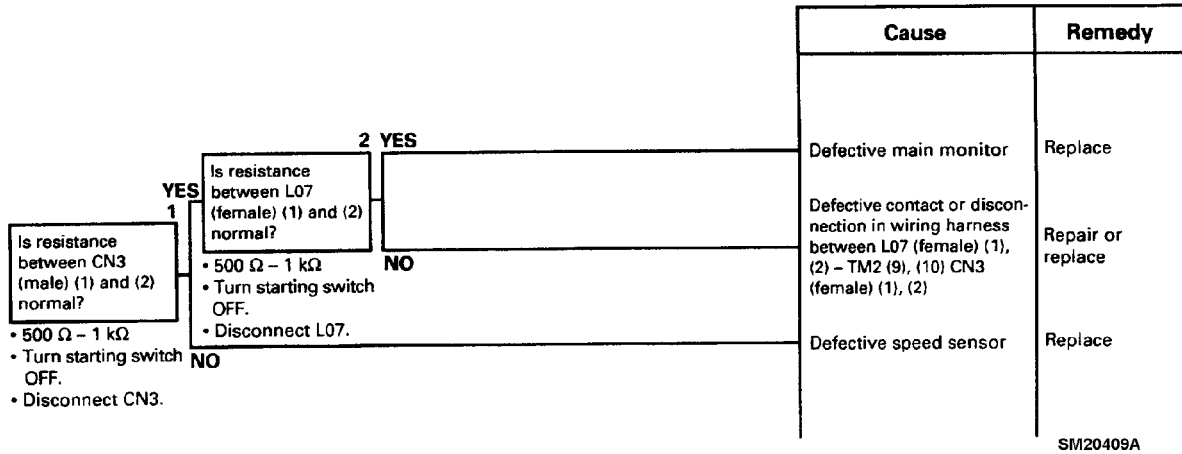 Cause
Remedy
2 YES
Is resistance
between L07
(female) (1) and (2)
normal?
• 500 Ω – 1 kΩ
• Turn starting switch
OFF.
• Disconnect L07.
YES
1
Is resistance
between CN3
(male) (1) and (2)
normal?
• 500 Ω – 1 kΩ
• Turn starting switch
OFF.
• Disconnect CN3.
NO
NO
Defective main monitor
Replace
Defective contact or discon-
nection in wiring harness
between L07 (female) (1),
(2) – TM2 (9), (10) CN3
(female) (1), (2)
Repair or
replace
Defective speed sensor
Replace
SM20409A